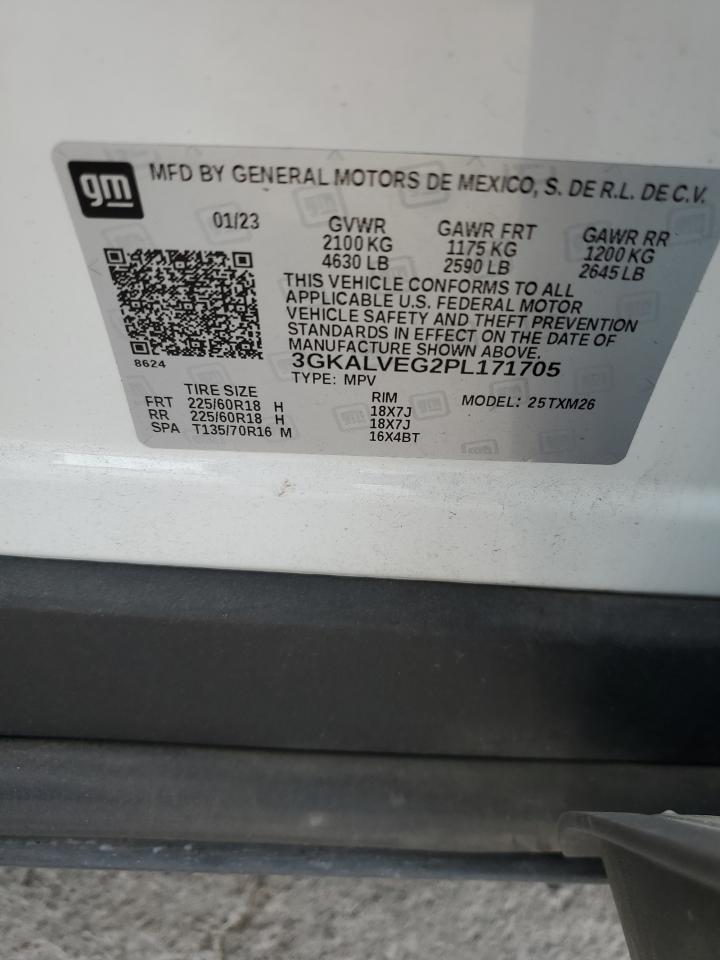 gm MFD BY GENERAL MOTORS DE MEXICO, S. DE R.L. DE C.V.
01/23 GVWR GAWR FRT GAWR RR
2100 KG 1175 KG 1200 KG
4630 LB 2590 LB 2645 LB
THIS VEHICLE CONFORMS TO ALL
APPLICABLE U.S. FEDERAL MOTOR
VEHICLE SAFETY AND THEFT PREVENTION
STANDARDS IN EFFECT ON THE DATE OF
MANUFACTURE SHOWN ABOVE.
8624 3GKALVEG2PL171705
TYPE: MPV
TIRE SIZE RIM MODEL: 25TXM26
FRT 225/60R18 H 18X7J
RR 225/60R18 H 18X7J
SPA T135/70R16 M 16X4BT